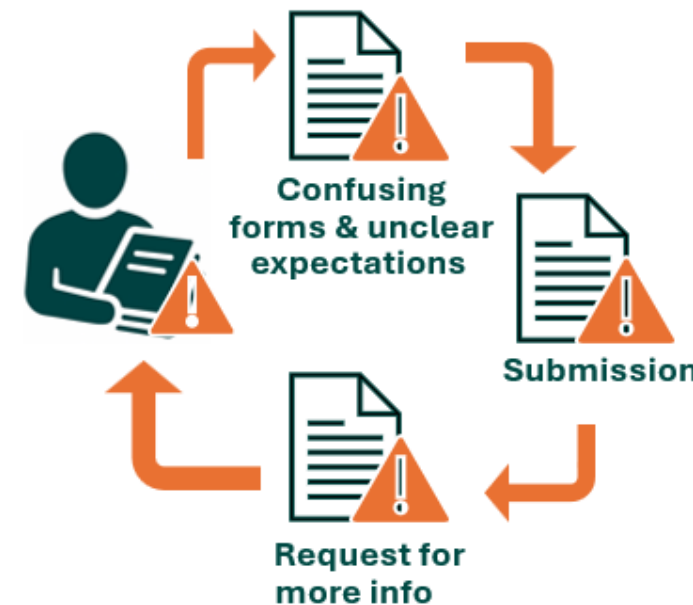 Confusing
forms & unclear
expectations
Submission
Request for
more info